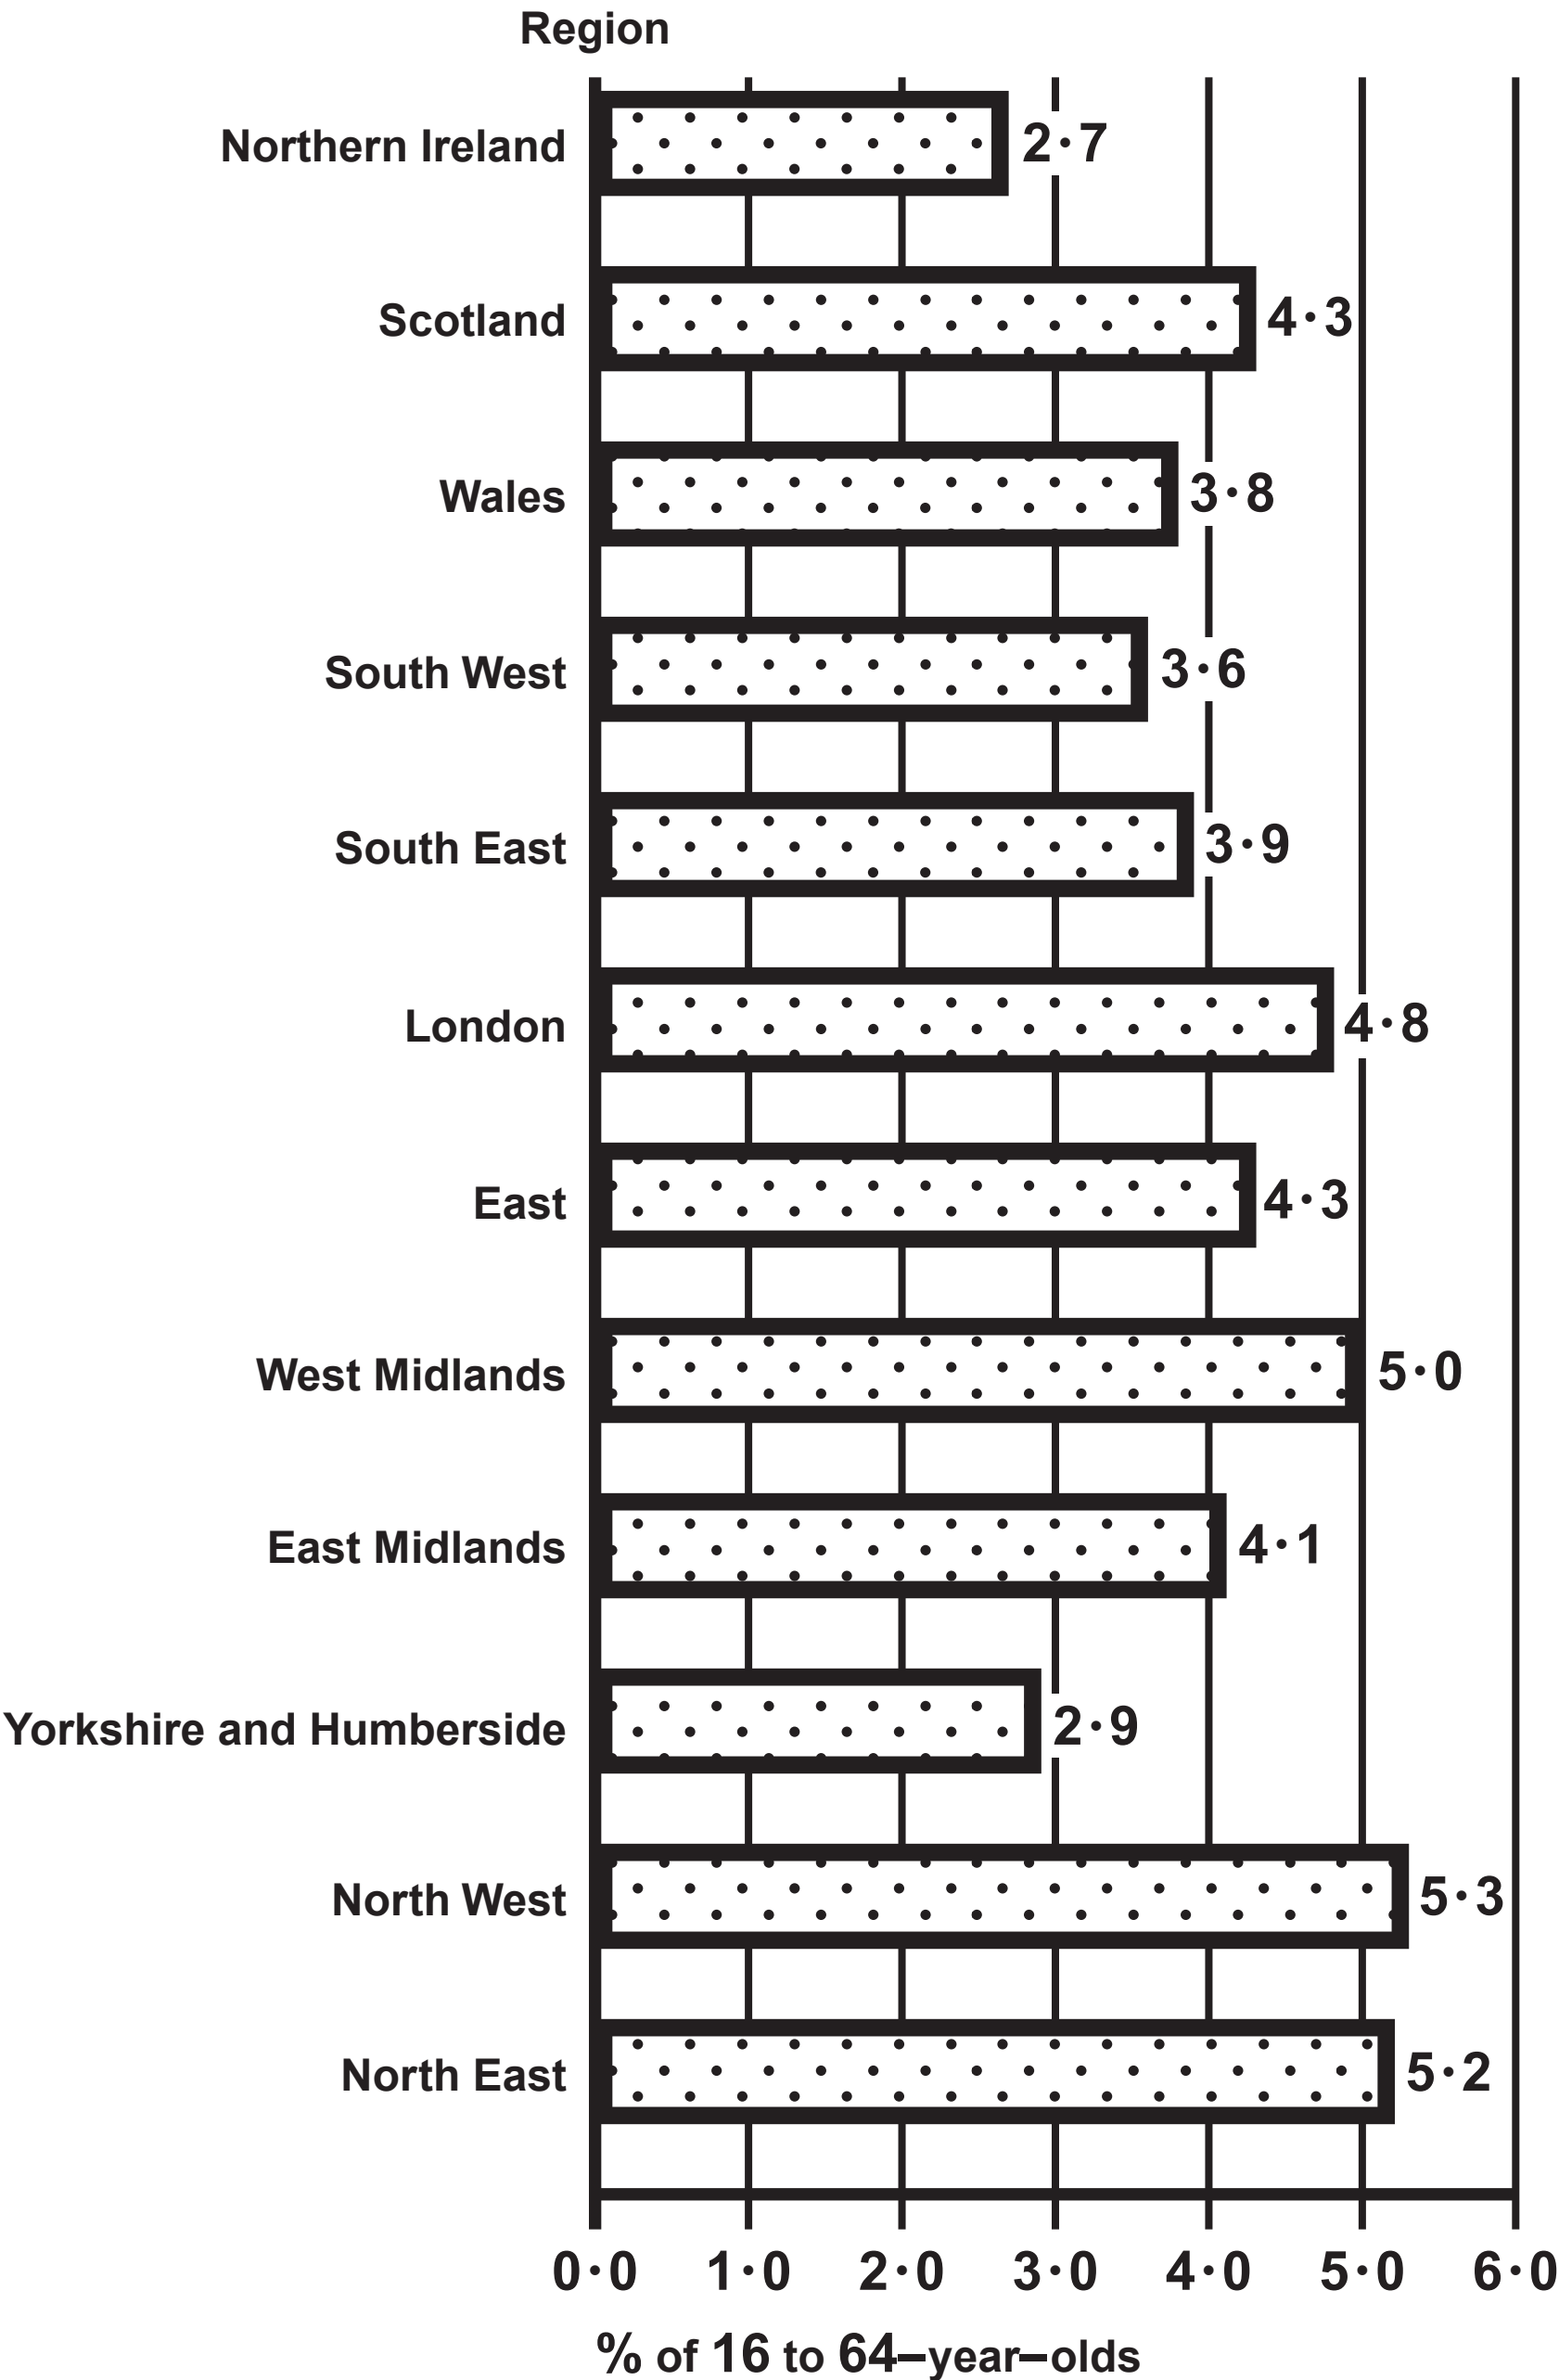 Region
Northern Ireland 2·7
Scotland 4·3
Wales 3·8
South West 3·6
South East 3·9
London 4·8
East 4·3
West Midlands 5·0
East Midlands 4·1
Yorkshire and Humberside 2·9
North West 5·3
North East 5·2
0·0 1·0 2·0 3·0 4·0 5·0 6·0
% of 16 to 64–year–olds